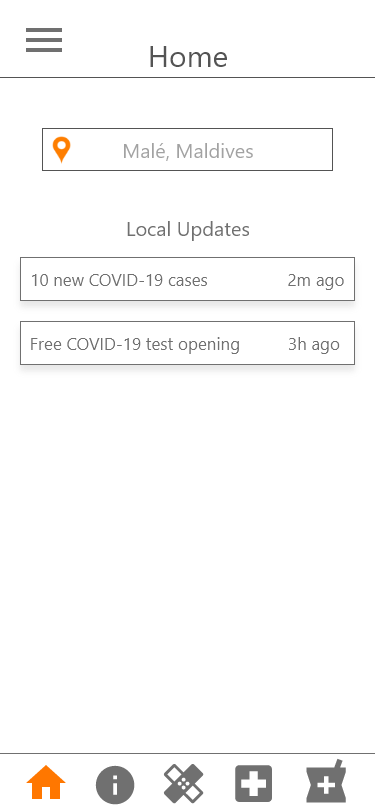 Home
Malé, Maldives
Local Updates
10 new COVID-19 cases 2m ago
Free COVID-19 test opening 3h ago